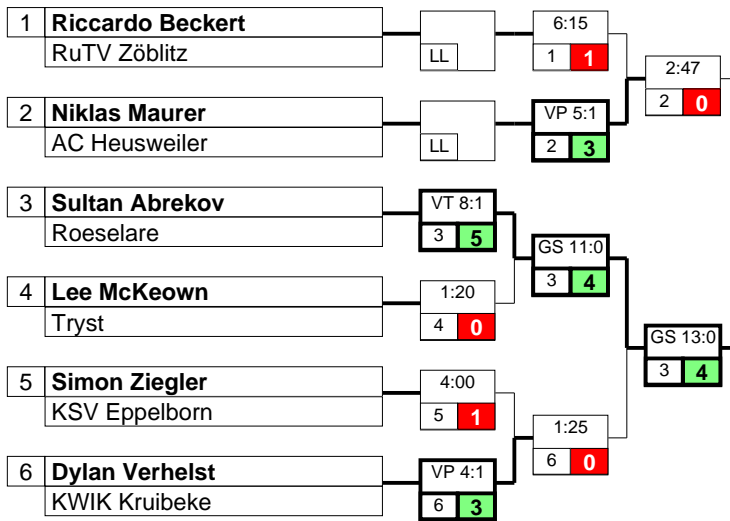 1 Riccardo Beckert
RuTV Zöblitz
LL
6:15
1 1
2:47
2 0
2 Niklas Maurer
AC Heusweiler
LL
VP 5:1
2 3
3 Sultan Abrekov
Roeselare
VT 8:1
3 5
GS 11:0
3 4
4 Lee McKeown
Tryst
1:20
4 0
GS 13:0
3 4
5 Simon Ziegler
KSV Eppelborn
4:00
5 1
1:25
6 0
6 Dylan Verhelst
KWIK Kruibeke
VP 4:1
6 3